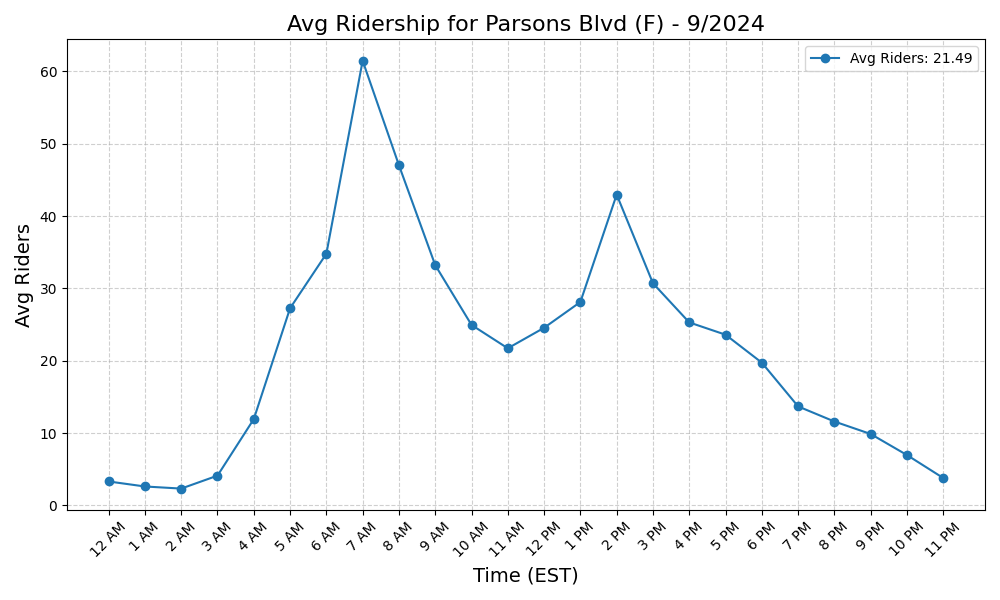 Avg Ridership for Parsons Blvd (F) - 9/2024
Avg Riders: 21.49
Avg Riders
60
50
40
30
20
10
0
12 AM
1 AM
2 AM
3 AM
4 AM
5 AM
6 AM
7 AM
8 AM
9 AM
10 AM
11 AM
12 PM
1 PM
2 PM
3 PM
4 PM
5 PM
6 PM
7 PM
8 PM
9 PM
10 PM
11 PM
Time (EST)